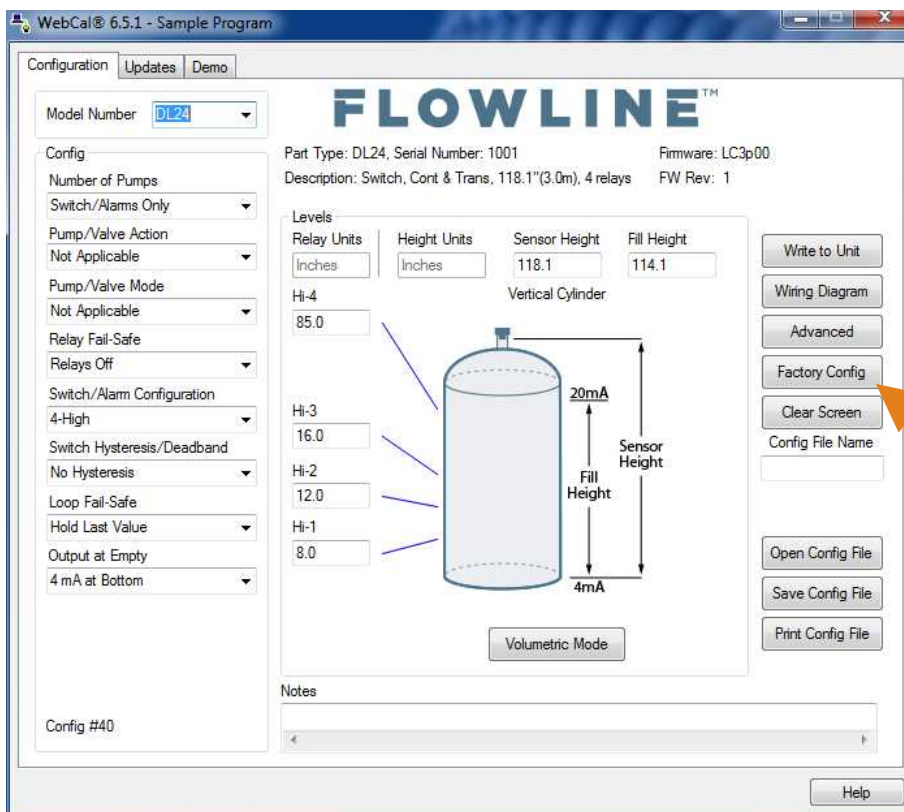 WebCal® 6.5.1 - Sample Program
Configuration Updates Demo
Model Number DL24
Config
Number of Pumps
Switch/Alarms Only
Pump/Valve Action
Not Applicable
Pump/Valve Mode
Not Applicable
Relay Fail-Safe
Relays Off
Switch/Alarm Configuration
4-High
Switch Hysteresis/Deadband
No Hysteresis
Loop Fail-Safe
Hold Last Value
Output at Empty
4 mA at Bottom
Config #40
FLOWLINE™
Part Type: DL24, Serial Number: 1001 Firmware: LC3p00
Description: Switch, Cont & Trans, 118.1"(3.0m), 4 relays FW Rev: 1
Levels
Relay Units Height Units Sensor Height Fill Height
Inches Inches 118.1 114.1
Vertical Cylinder
Hi-4
85.0
Hi-3
16.0
Hi-2
12.0
Hi-1
8.0
20mA
Sensor
Height
Fill
Height
4mA
Volumetric Mode
Write to Unit
Wiring Diagram
Advanced
Factory Config
Clear Screen
Config File Name
Open Config File
Save Config File
Print Config File
Notes
Help